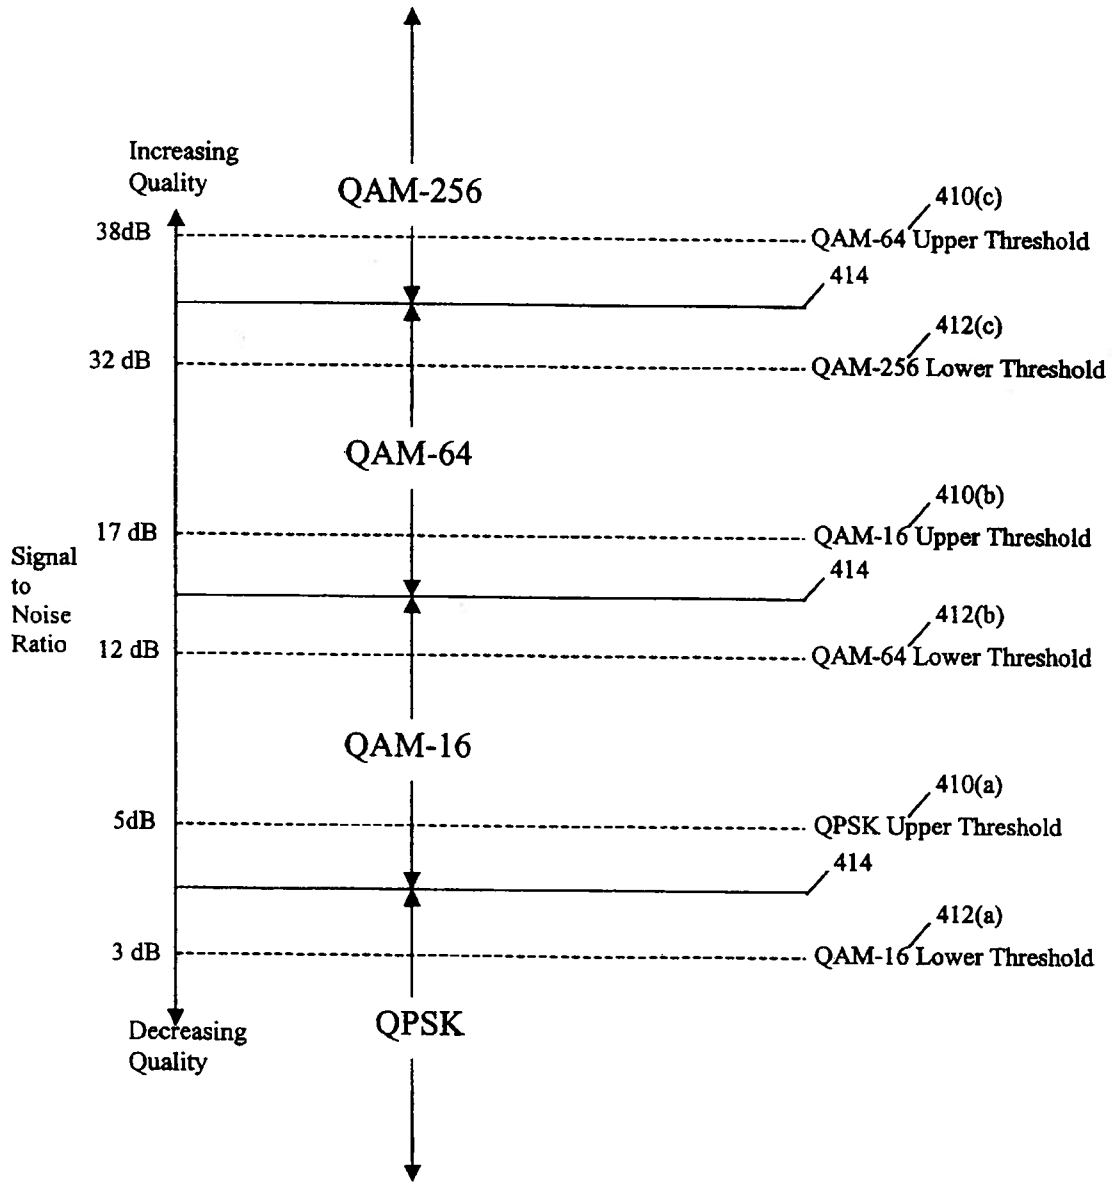 Increasing
Quality
QAM-256
410(c)
38dB
QAM-64 Upper Threshold
414
412(c)
32 dB
QAM-256 Lower Threshold
QAM-64
410(b)
17 dB
QAM-16 Upper Threshold
Signal
to
Noise
Ratio
414
412(b)
12 dB
QAM-64 Lower Threshold
QAM-16
410(a)
5dB
QPSK Upper Threshold
414
412(a)
3 dB
QAM-16 Lower Threshold
QPSK
Decreasing
Quality